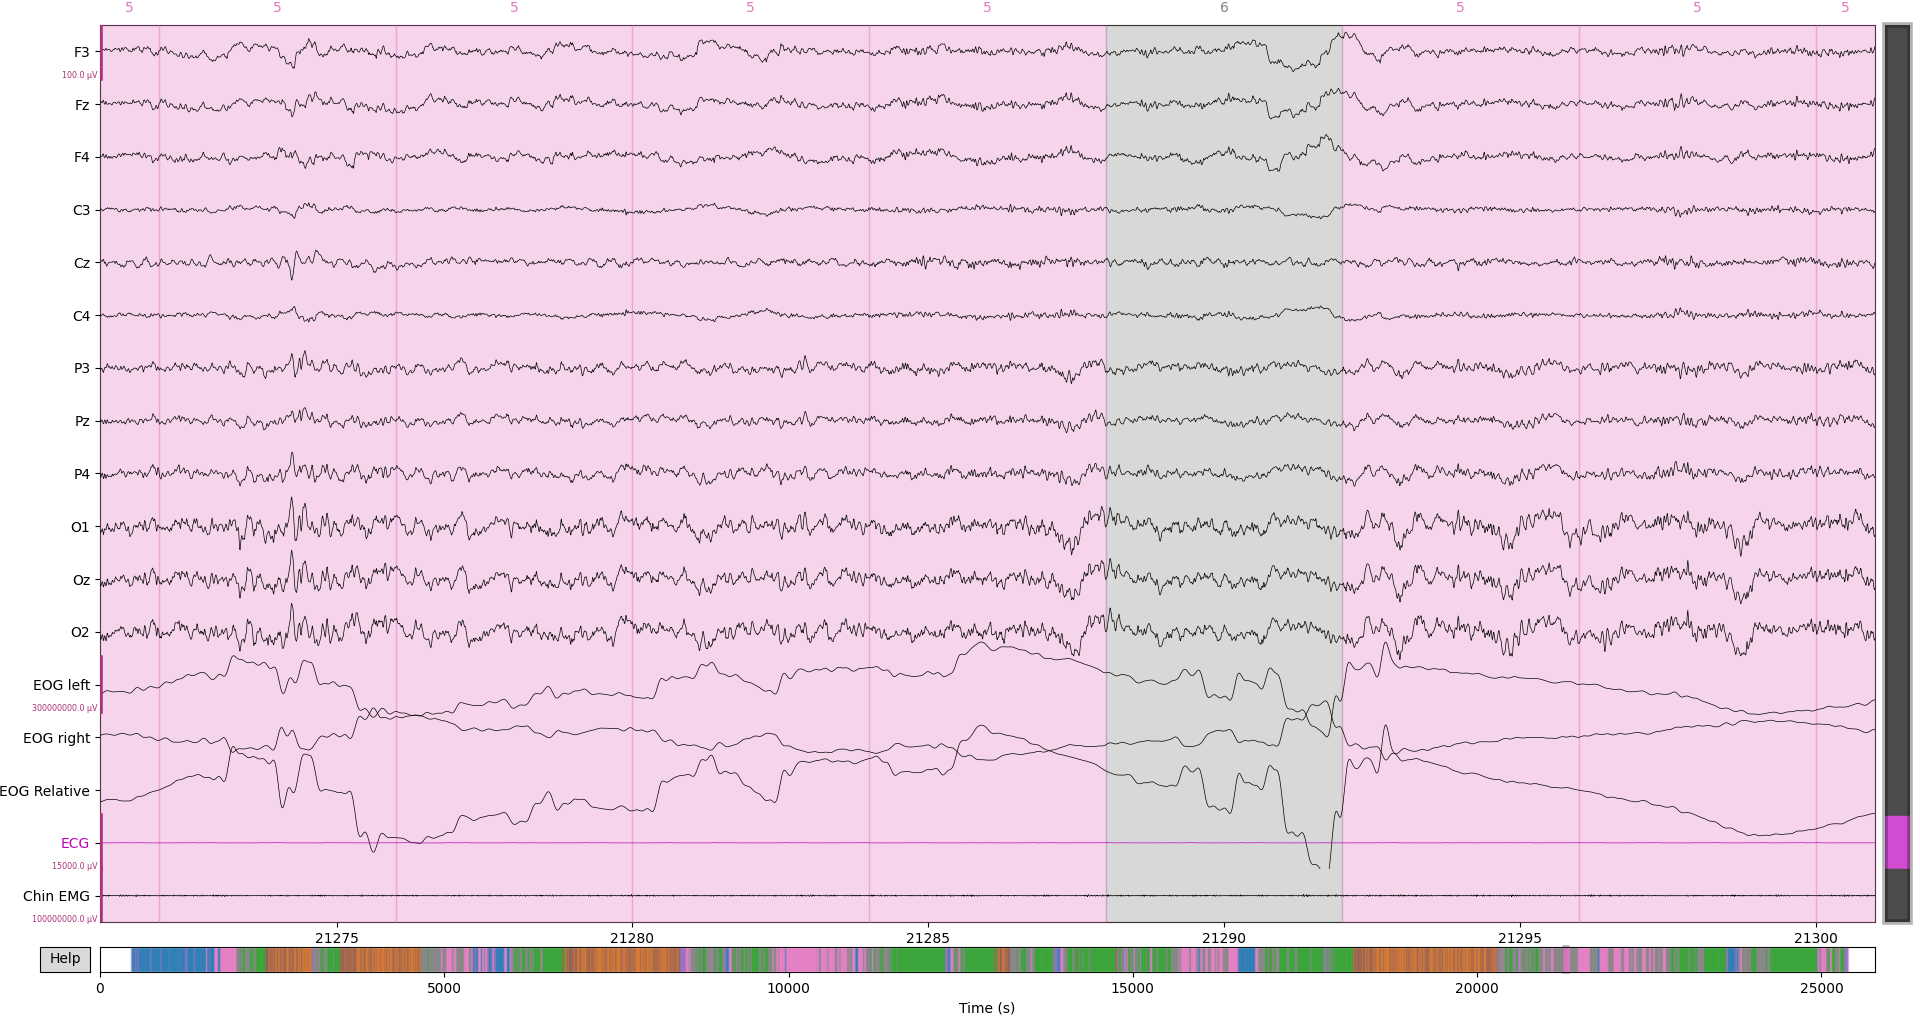 5 5 5 5 5 6 5 5 5
F3
100.0 µV
Fz
F4
C3
Cz
C4
P3
Pz
P4
O1
Oz
O2
EOG left
300000000.0 µV
EOG right
EOG Relative
ECG
15000.0 µV
Chin EMG
100000000.0 µV
21275 21280 21285 21290 21295 21300
Help
0 5000 10000 15000 20000 25000
Time (s)